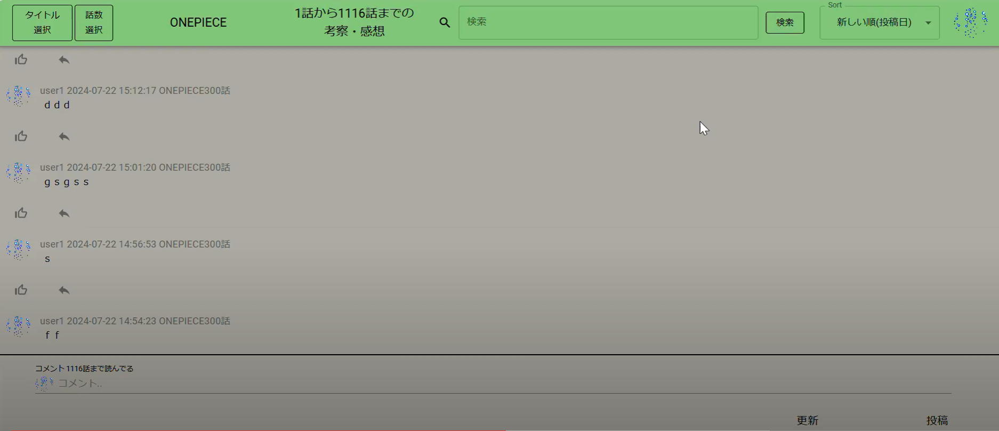 タイトル
選択
話数
選択
ONEPIECE
1話から1116話までの
考察・感想
検索
検索
Sort
新しい順(投稿日)
user1 2024-07-22 15:12:17 ONEPIECE300話
ｄｄｄ
user1 2024-07-22 15:01:20 ONEPIECE300話
ｇｓｇｓｓ
user1 2024-07-22 14:56:53 ONEPIECE300話
ｓ
user1 2024-07-22 14:54:23 ONEPIECE300話
ｆｆ
コメント 1116話まで読んでる
コメント..
更新
投稿